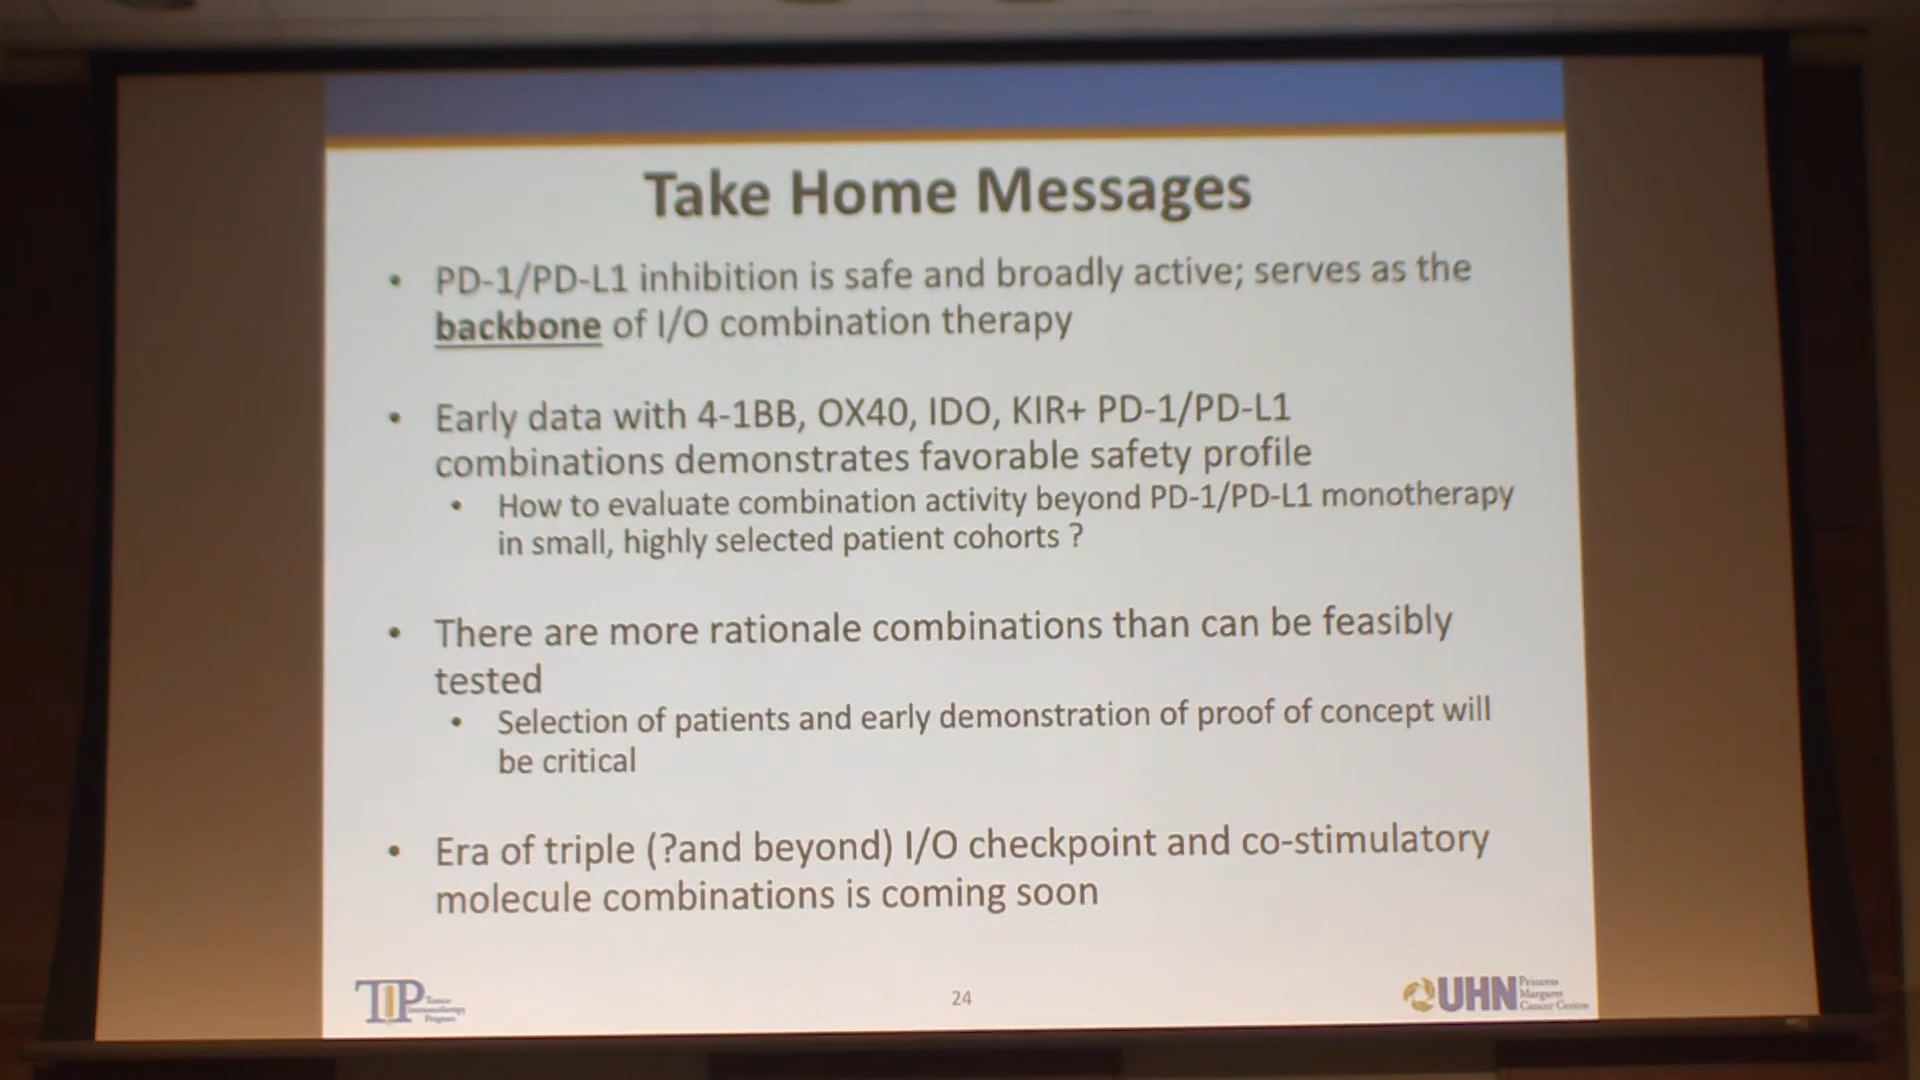 Take Home Messages
• PD-1/PD-L1 inhibition is safe and broadly active; serves as the
backbone of I/O combination therapy
• Early data with 4-1BB, OX40, IDO, KIR+ PD-1/PD-L1
combinations demonstrates favorable safety profile
• How to evaluate combination activity beyond PD-1/PD-L1 monotherapy
in small, highly selected patient cohorts ?
• There are more rationale combinations than can be feasibly
tested
• Selection of patients and early demonstration of proof of concept will
be critical
• Era of triple (?and beyond) I/O checkpoint and co-stimulatory
molecule combinations is coming soon
TIP
Tumor
Immunotherapy
Program
24
UHN
Princess
Margaret
Cancer Centre